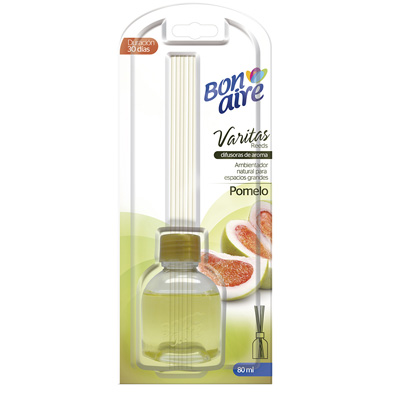 Duración
30 días
Bon
aire
Varitas
Reeds
difusoras de aroma
Ambientador
natural para
espacios grandes
Pomelo
80 ml